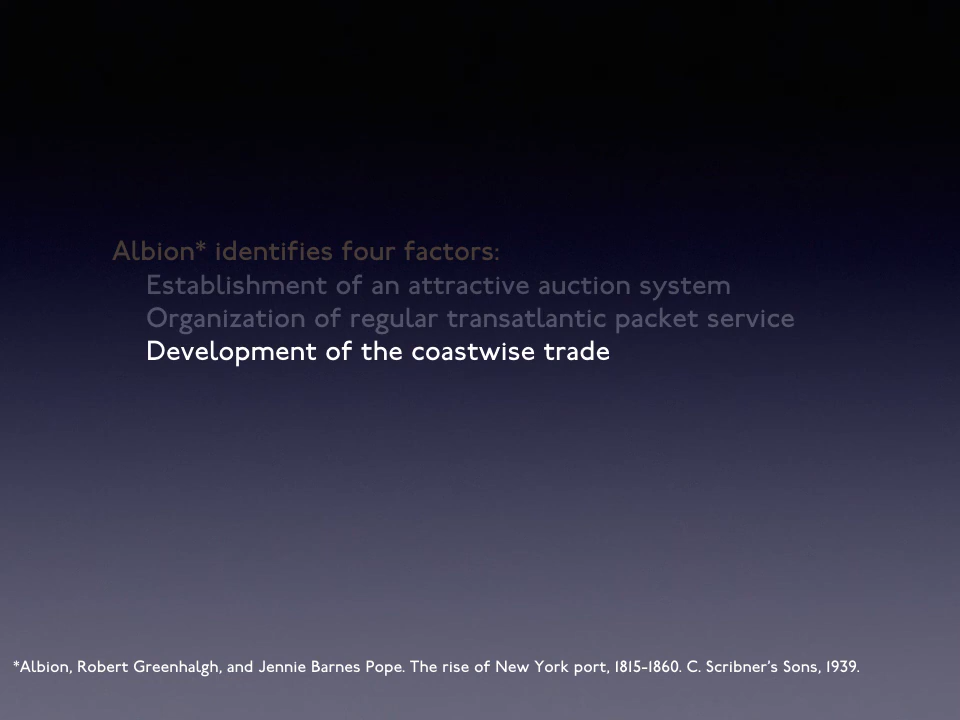 Albion* identifies four factors:
Establishment of an attractive auction system
Organization of regular transatlantic packet service
Development of the coastwise trade
*Albion, Robert Greenhalgh, and Jennie Barnes Pope. The rise of New York port, 1815-1860. C. Scribner's Sons, 1939.